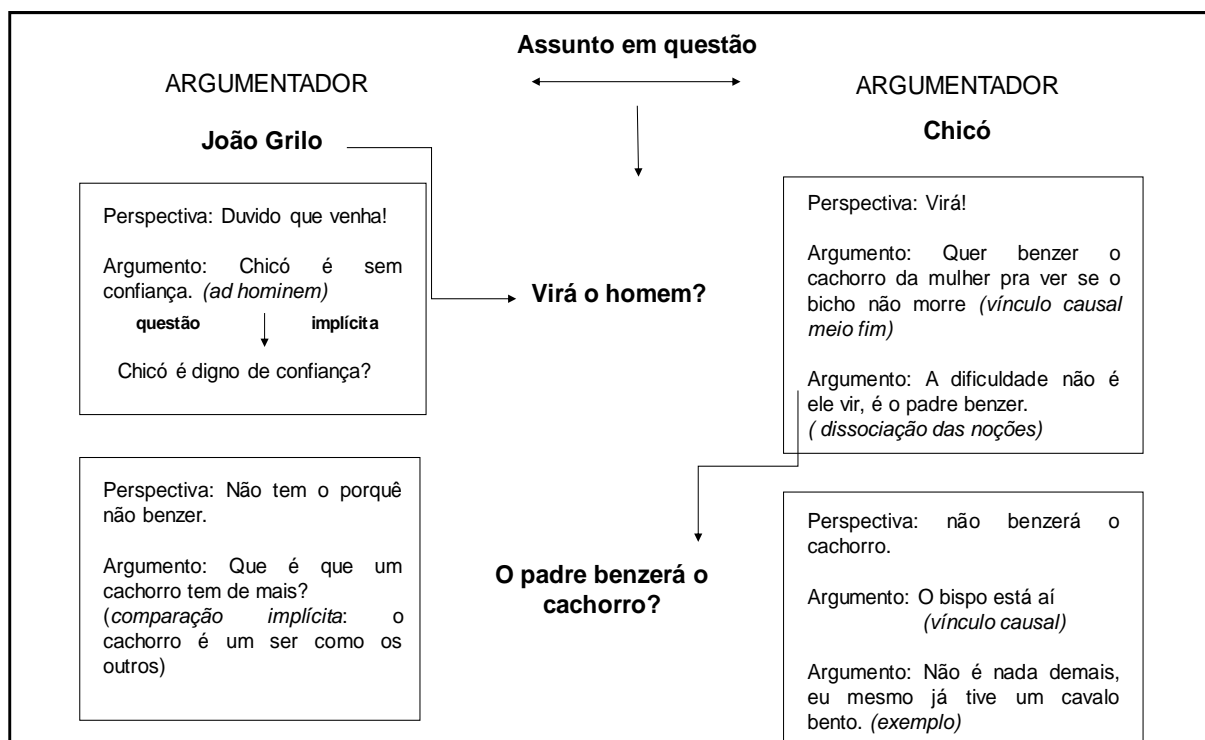 Assunto em questão
ARGUMENTADOR
João Grilo
Perspectiva: Duvido que venha!
Argumento: Chicó é sem
confiança. (ad hominem)
questão implícita
Chicó é digno de confiança?
ARGUMENTADOR
Chicó
Perspectiva: Virá!
Argumento: Quer benzer o
cachorro da mulher pra ver se o
bicho não morre (vínculo causal
meio fim)
Argumento: A dificuldade não é
ele vir, é o padre benzer.
( dissociação das noções)
Virá o homem?
Perspectiva: Não tem o porquê
não benzer.
Argumento: Que é que um
cachorro tem de mais?
(comparação implícita: o
cachorro é um ser como os
outros)
O padre benzerá o
cachorro?
Perspectiva: não benzerá o
cachorro.
Argumento: O bispo está aí
(vínculo causal)
Argumento: Não é nada demais,
eu mesmo já tive um cavalo
bento. (exemplo)